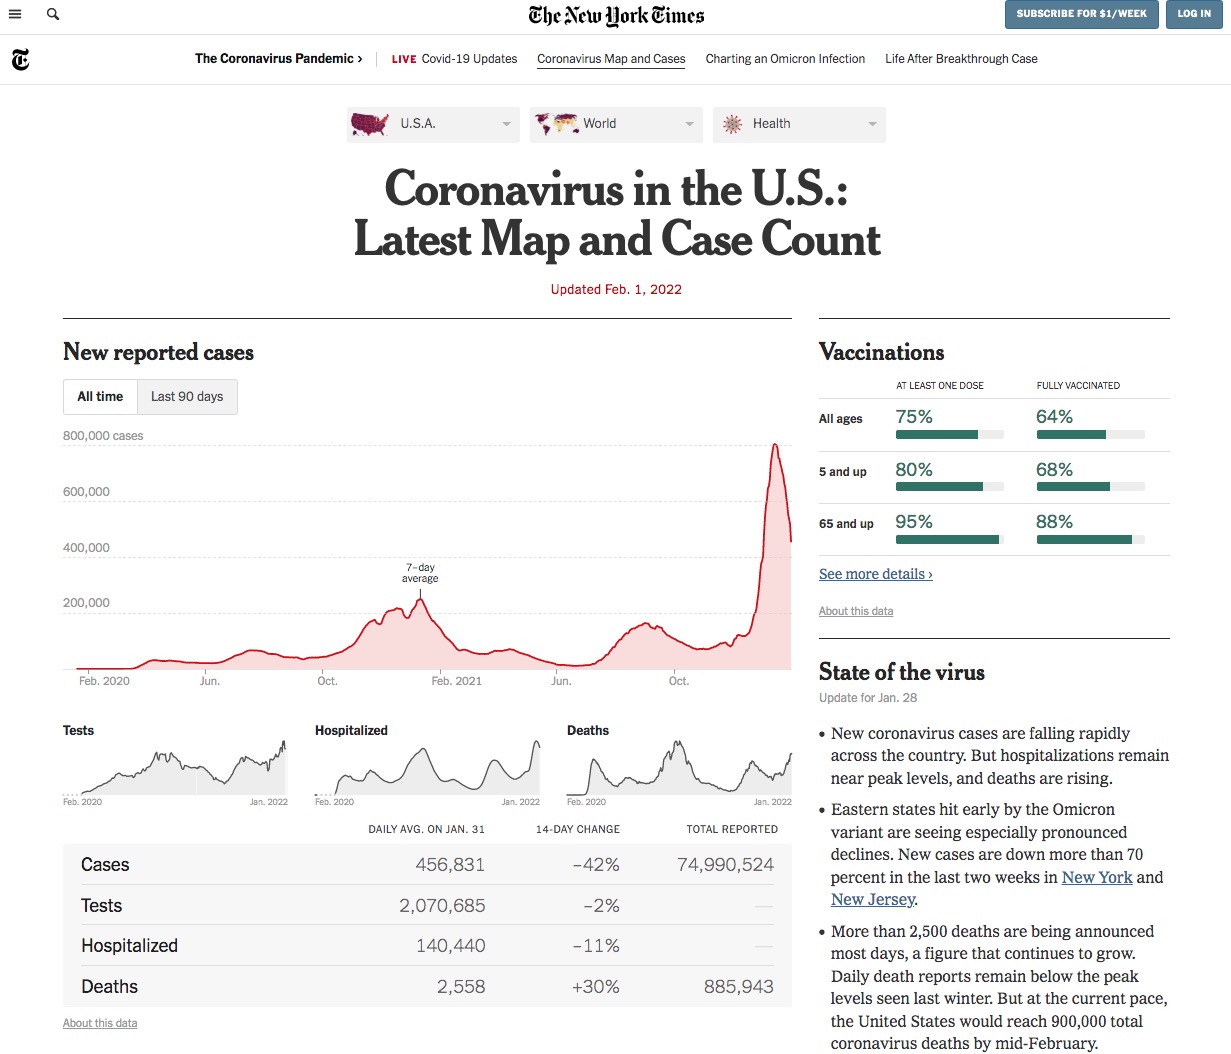 The New York Times
SUBSCRIBE FOR $1/WEEK
LOG IN
The Coronavirus Pandemic ›
LIVE Covid-19 Updates
Coronavirus Map and Cases
Charting an Omicron Infection
Life After Breakthrough Case
U.S.A.
World
Health
Coronavirus in the U.S.:
Latest Map and Case Count
Updated Feb. 1, 2022
New reported cases
All time
Last 90 days
800,000 cases
600,000
400,000
200,000
7–day
average
Feb. 2020
Jun.
Oct.
Feb. 2021
Jun.
Oct.
Tests
Feb. 2020
Jan. 2022
Hospitalized
Feb. 2020
Jan. 2022
Deaths
Feb. 2020
Jan. 2022
DAILY AVG. ON JAN. 31 14-DAY CHANGE TOTAL REPORTED
Cases 456,831 –42% 74,990,524
Tests 2,070,685 –2% —
Hospitalized 140,440 –11% —
Deaths 2,558 +30% 885,943
About this data
Vaccinations
AT LEAST ONE DOSE FULLY VACCINATED
All ages 75% 64%
5 and up 80% 68%
65 and up 95% 88%
See more details ›
About this data
State of the virus
Update for Jan. 28
• New coronavirus cases are falling rapidly
across the country. But hospitalizations remain
near peak levels, and deaths are rising.
• Eastern states hit early by the Omicron
variant are seeing especially pronounced
declines. New cases are down more than 70
percent in the last two weeks in New York and
New Jersey.
• More than 2,500 deaths are being announced
most days, a figure that continues to grow.
Daily death reports remain below the peak
levels seen last winter. But at the current pace,
the United States would reach 900,000 total
coronavirus deaths by mid-February.